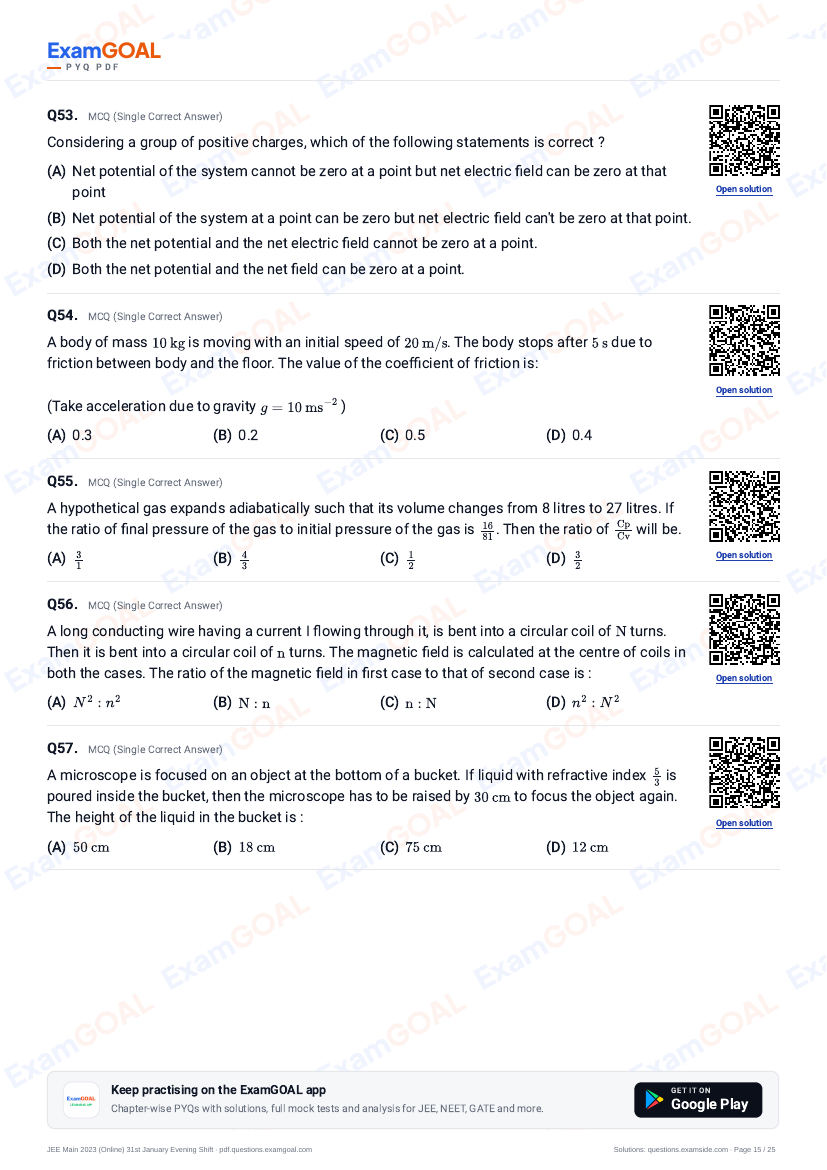 ExamGOAL
PYQ PDF
Q53. MCQ (Single Correct Answer)
Considering a group of positive charges, which of the following statements is correct ?
(A) Net potential of the system cannot be zero at a point but net electric field can be zero at that
point
(B) Net potential of the system at a point can be zero but net electric field can't be zero at that point.
(C) Both the net potential and the net electric field cannot be zero at a point.
(D) Both the net potential and the net field can be zero at a point.
Open solution
Q54. MCQ (Single Correct Answer)
A body of mass 10 kg is moving with an initial speed of 20 m/s. The body stops after 5 s due to
friction between body and the floor. The value of the coefficient of friction is:
(Take acceleration due to gravity g = 10 ms⁻² )
(A) 0.3 (B) 0.2 (C) 0.5 (D) 0.4
Open solution
Q55. MCQ (Single Correct Answer)
A hypothetical gas expands adiabatically such that its volume changes from 8 litres to 27 litres. If
the ratio of final pressure of the gas to initial pressure of the gas is 16/81. Then the ratio of Cp/Cv will be.
(A) 3/1 (B) 4/3 (C) 1/2 (D) 3/2
Open solution
Q56. MCQ (Single Correct Answer)
A long conducting wire having a current I flowing through it, is bent into a circular coil of N turns.
Then it is bent into a circular coil of n turns. The magnetic field is calculated at the centre of coils in
both the cases. The ratio of the magnetic field in first case to that of second case is :
(A) N² : n² (B) N : n (C) n : N (D) n² : N²
Open solution
Q57. MCQ (Single Correct Answer)
A microscope is focused on an object at the bottom of a bucket. If liquid with refractive index 5/3 is
poured inside the bucket, then the microscope has to be raised by 30 cm to focus the object again.
The height of the liquid in the bucket is :
(A) 50 cm (B) 18 cm (C) 75 cm (D) 12 cm
Open solution
ExamGOAL
Keep practising on the ExamGOAL app
Chapter-wise PYQs with solutions, full mock tests and analysis for JEE, NEET, GATE and more.
GET IT ON
Google Play
JEE Main 2023 (Online) 31st January Evening Shift · pdf.questions.examgoal.com
Solutions: questions.examside.com · Page 15 / 25